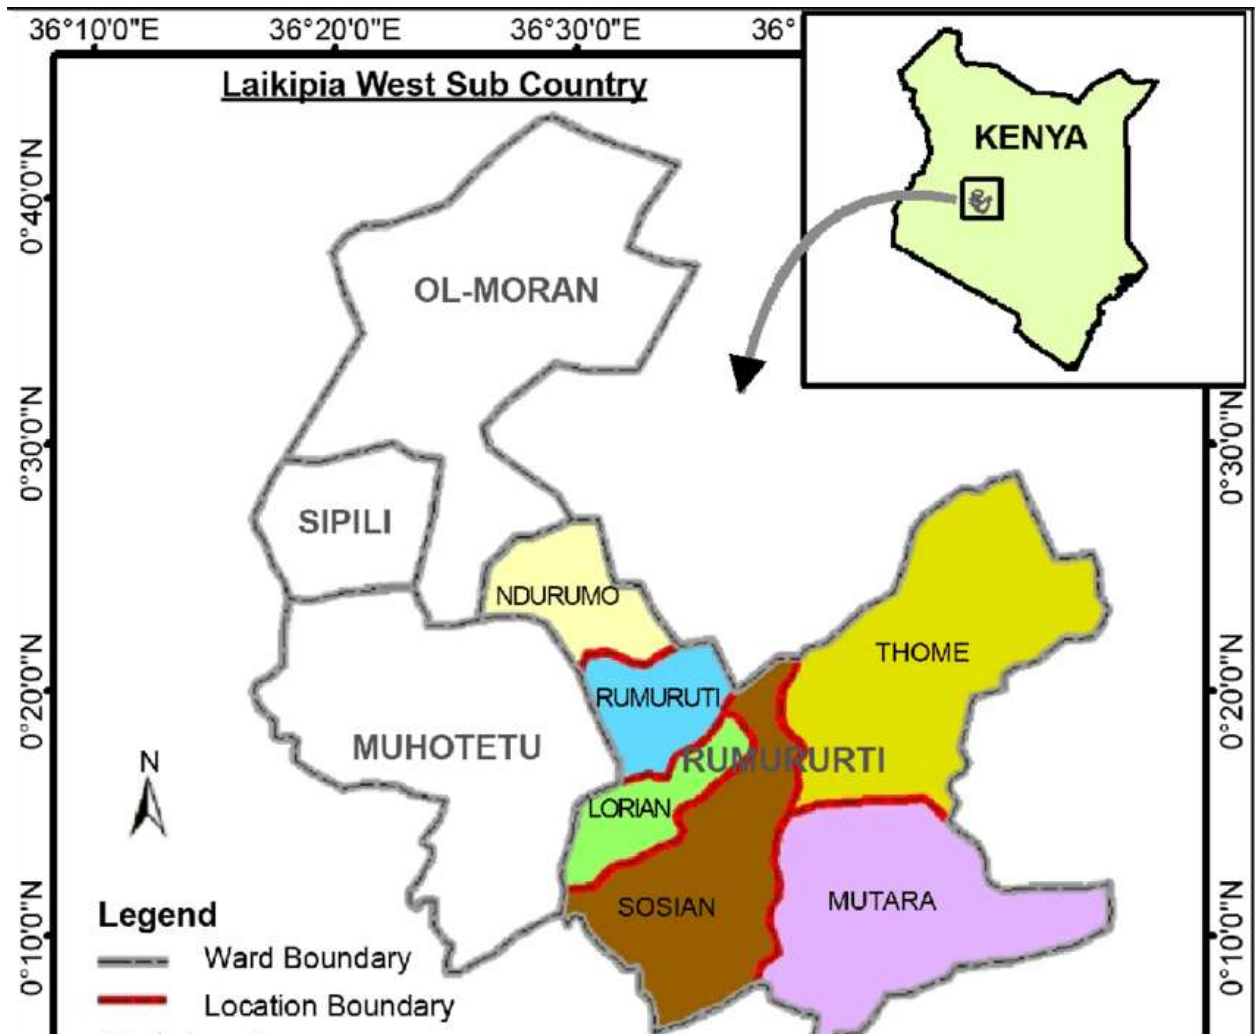 36°10'0"E 36°20'0"E 36°30'0"E 36°
Laikipia West Sub Country
KENYA
0°40'0"N
OL-MORAN
0°30'0"N
0°30'0"N
SIPILI
NDURUMO
THOME
0°20'0"N
RUMURUTI
0°20'0"N
MUHOTETU
RUMURURTI
N
LORIAN
MUTARA
SOSIAN
0°10'0"N
0°10'0"N
Legend
Ward Boundary
Location Boundary